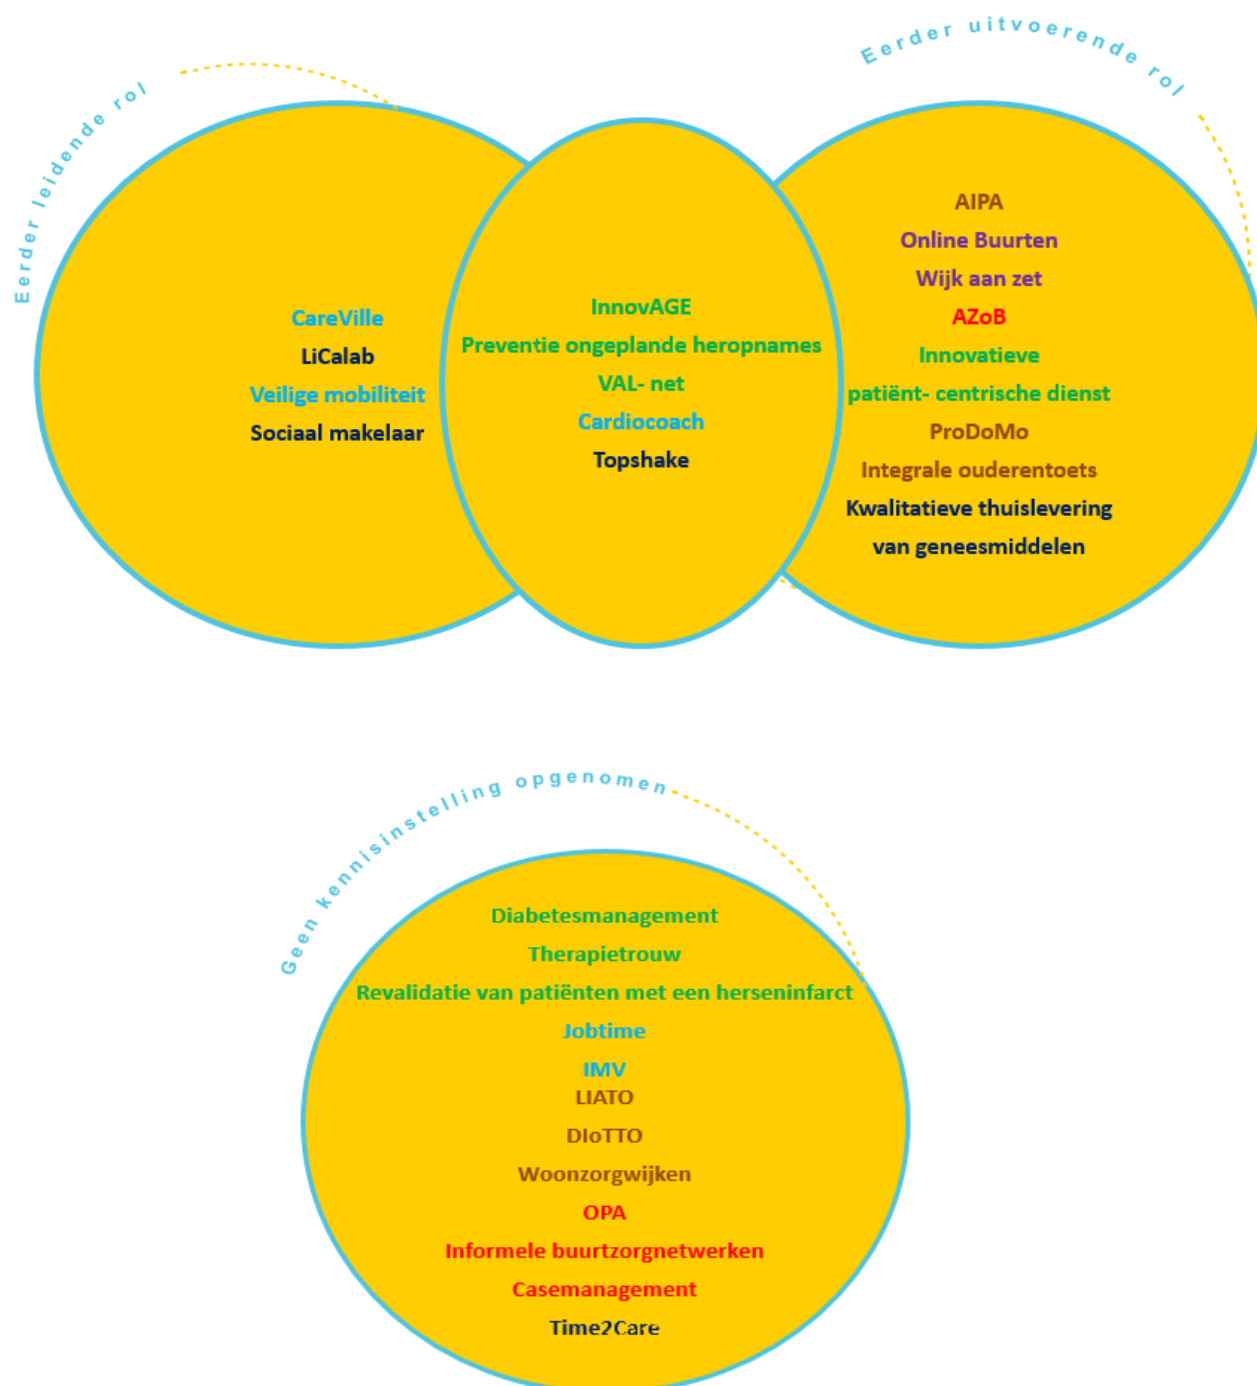 Eerder leidende rol
CareVille
LiCalab
Veilige mobiliteit
Sociaal makelaar
InnovAGE
Preventie ongeplande heropnames
VAL- net
Cardiocoach
Topshake
Eerder uitvoerende rol
AIPA
Online Buurten
Wijk aan zet
AZoB
Innovatieve
patiënt- centrische dienst
ProDoMo
Integrale ouderentoets
Kwalitatieve thuislevering
van geneesmiddelen
Geen kennisinstelling opgenomen
Diabetesmanagement
Therapietrouw
Revalidatie van patiënten met een herseninfarct
Jobtime
IMV
LIATO
DIoTTO
Woonzorgwijken
OPA
Informele buurtzorgnetwerken
Casemanagement
Time2Care